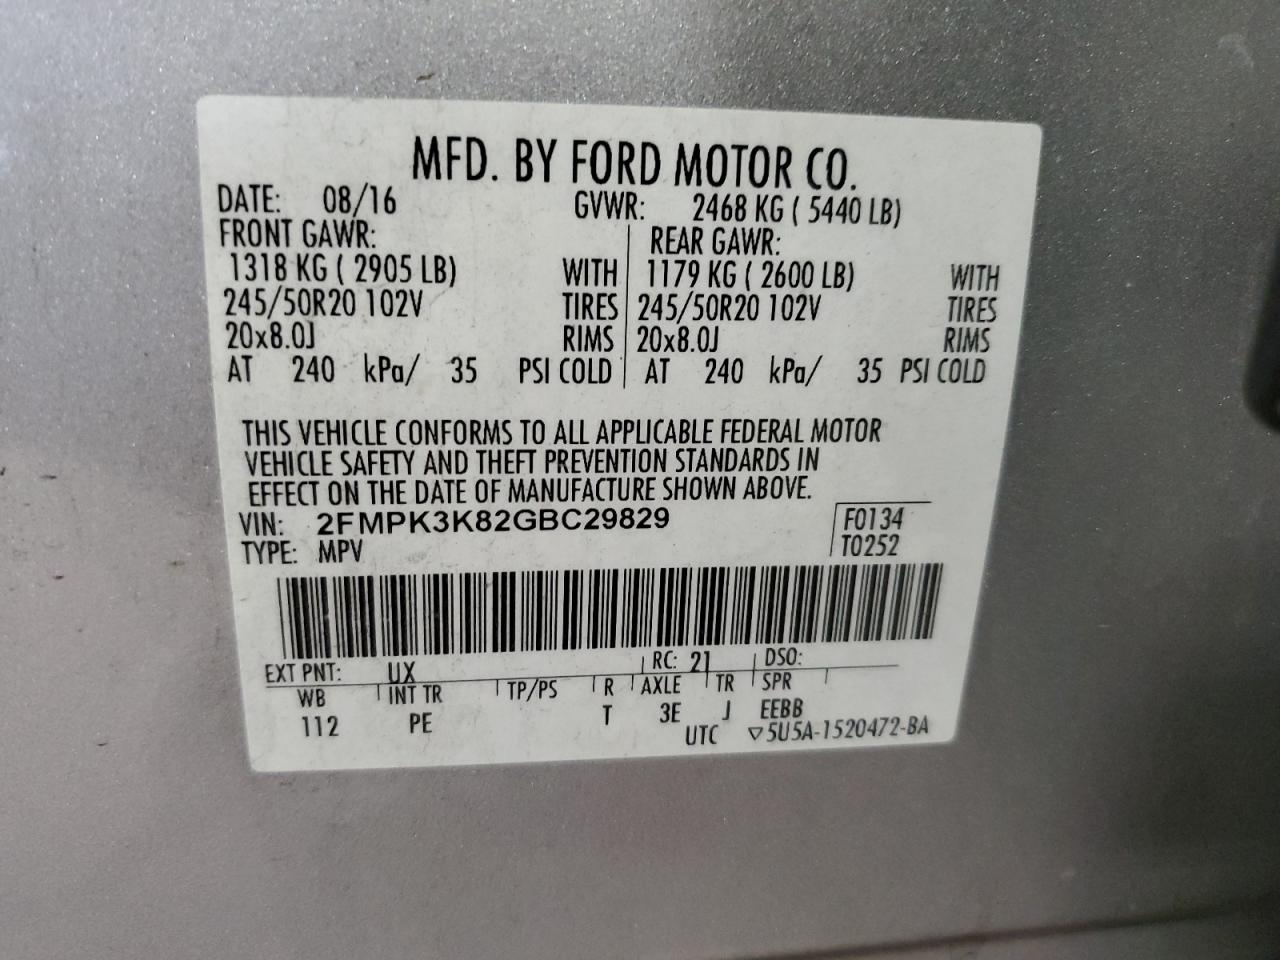 MFD. BY FORD MOTOR CO.
DATE: 08/16 GVWR: 2468 KG ( 5440 LB)
FRONT GAWR: REAR GAWR:
1318 KG ( 2905 LB) WITH 1179 KG ( 2600 LB) WITH
245/50R20 102V TIRES 245/50R20 102V TIRES
20x8.0J RIMS 20x8.0J RIMS
AT 240 kPa/ 35 PSI COLD AT 240 kPa/ 35 PSI COLD
THIS VEHICLE CONFORMS TO ALL APPLICABLE FEDERAL MOTOR
VEHICLE SAFETY AND THEFT PREVENTION STANDARDS IN
EFFECT ON THE DATE OF MANUFACTURE SHOWN ABOVE.
VIN: 2FMPK3K82GBC29829 F0134
TYPE: MPV T0252
EXT PNT: UX RC: 21 DSO:
WB INT TR TP/PS R AXLE TR SPR
112 PE T 3E J EEBB
UTC ▽5U5A-1520472-BA